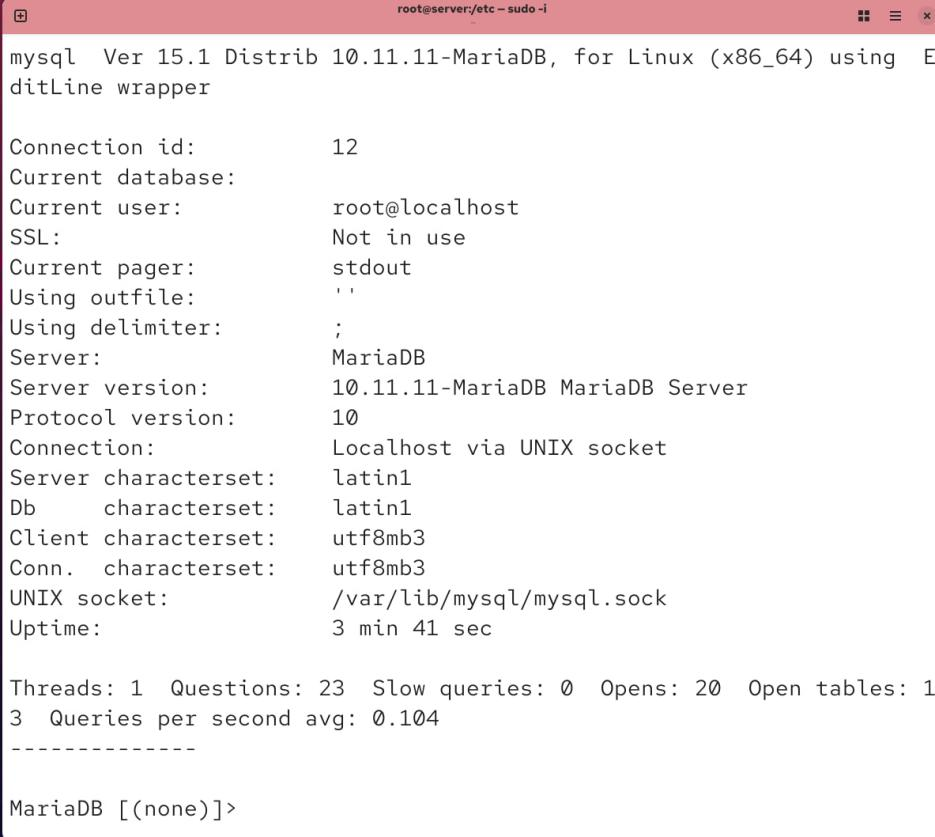 root@server:/etc – sudo -i
mysql  Ver 15.1 Distrib 10.11.11-MariaDB, for Linux (x86_64) using  E
ditLine wrapper

Connection id:          12
Current database:
Current user:           root@localhost
SSL:                    Not in use
Current pager:          stdout
Using outfile:          ''
Using delimiter:        ;
Server:                 MariaDB
Server version:         10.11.11-MariaDB MariaDB Server
Protocol version:       10
Connection:             Localhost via UNIX socket
Server characterset:    latin1
Db     characterset:    latin1
Client characterset:    utf8mb3
Conn.  characterset:    utf8mb3
UNIX socket:            /var/lib/mysql/mysql.sock
Uptime:                 3 min 41 sec

Threads: 1  Questions: 23  Slow queries: 0  Opens: 20  Open tables: 1
3  Queries per second avg: 0.104
--------------

MariaDB [(none)]>